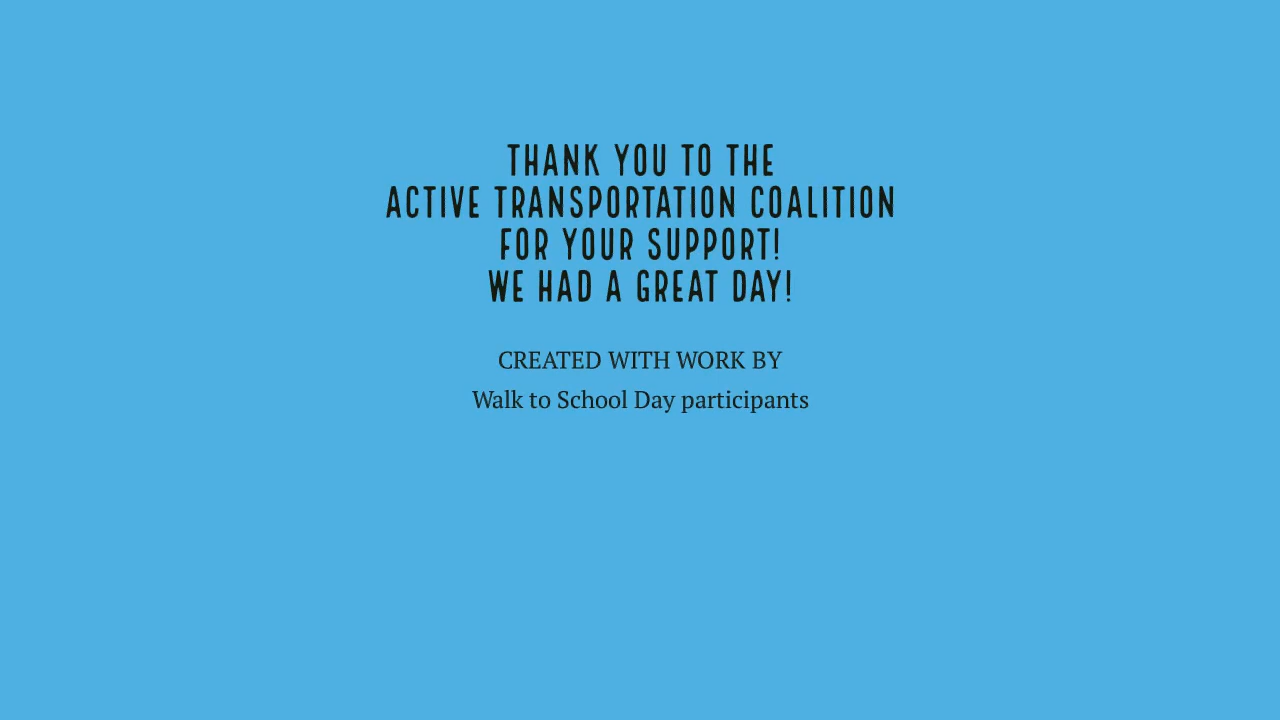 THANK YOU TO THE
ACTIVE TRANSPORTATION COALITION
FOR YOUR SUPPORT!
WE HAD A GREAT DAY!
CREATED WITH WORK BY
Walk to School Day participants